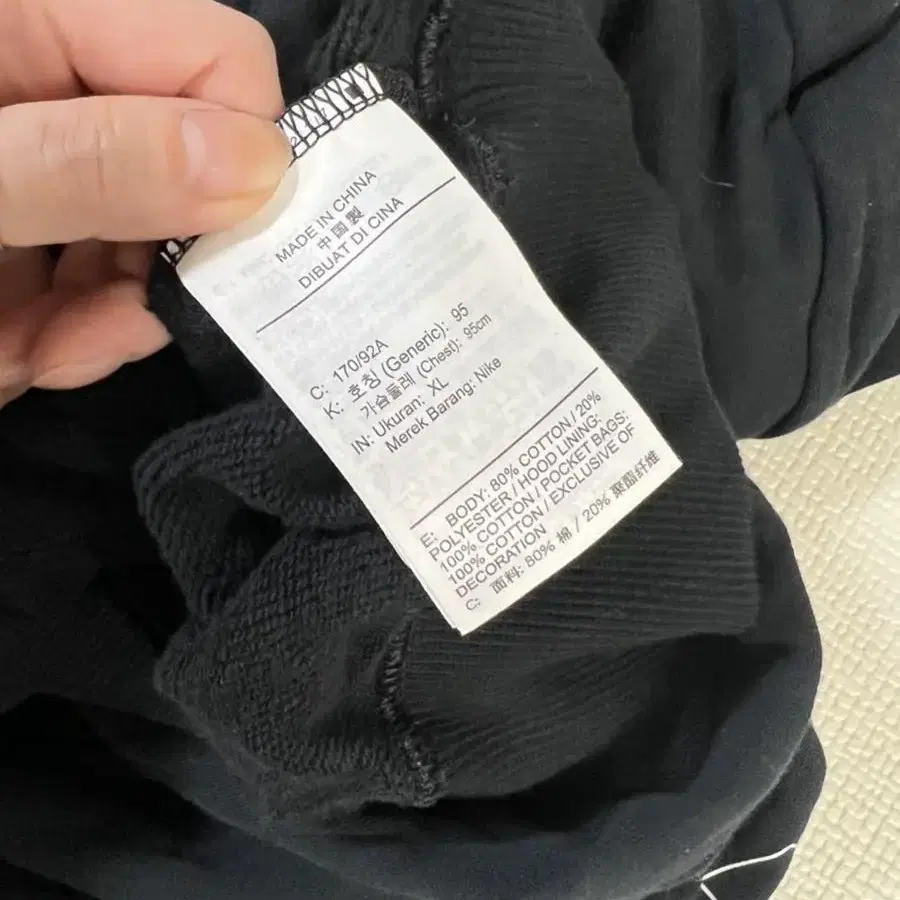 MADE IN CHINA
中国製
DIBUAT DI CINA
C: 170/92A
K: 호칭 (Generic): 95
가슴둘레 (Chest): 95cm
IN: Ukuran: XL
Merek Barang: Nike
E: BODY: 80% COTTON / 20%
POLYESTER / HOOD LINING:
100% COTTON / POCKET BAGS:
100% COTTON / EXCLUSIVE OF
DECORATION
C: 面料: 80% 棉 / 20% 聚酯纤维